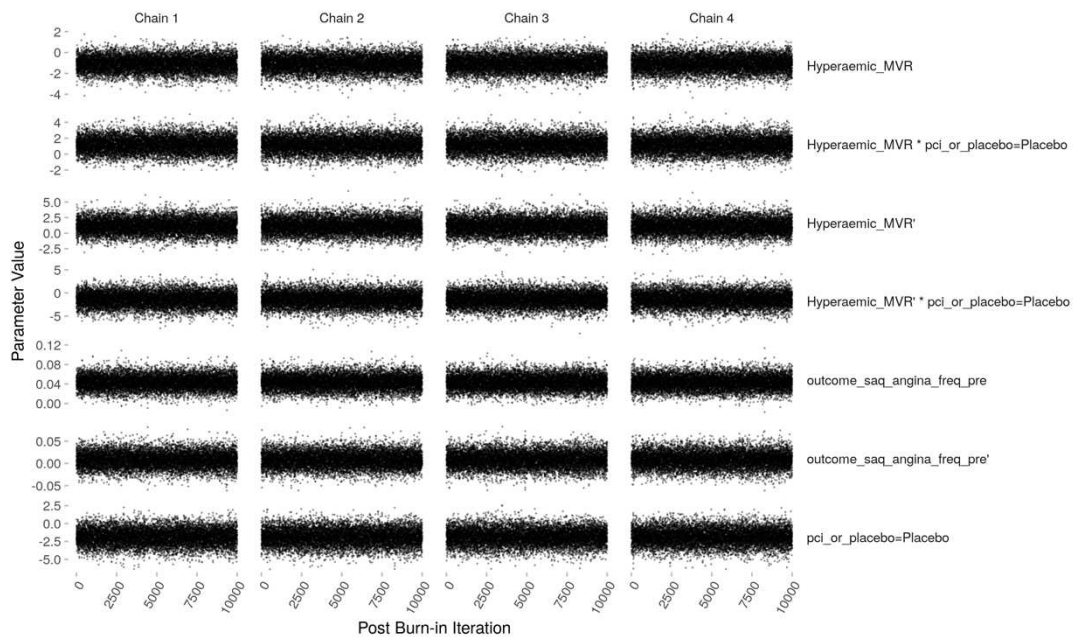 Chain 1 Chain 2 Chain 3 Chain 4
2
0
-2
-4
Hyperaemic_MVR
4
2
0
-2
Hyperaemic_MVR * pci_or_placebo=Placebo
5.0
2.5
0.0
-2.5
Hyperaemic_MVR'
5
0
-5
Hyperaemic_MVR' * pci_or_placebo=Placebo
0.12
0.08
0.04
0.00
outcome_saq_angina_freq_pre
0.05
0.00
-0.05
outcome_saq_angina_freq_pre'
2.5
0.0
-2.5
-5.0
pci_or_placebo=Placebo
Parameter Value
0 2500 5000 7500 10000 0 2500 5000 7500 10000 0 2500 5000 7500 10000 0 2500 5000 7500 10000
Post Burn-in Iteration